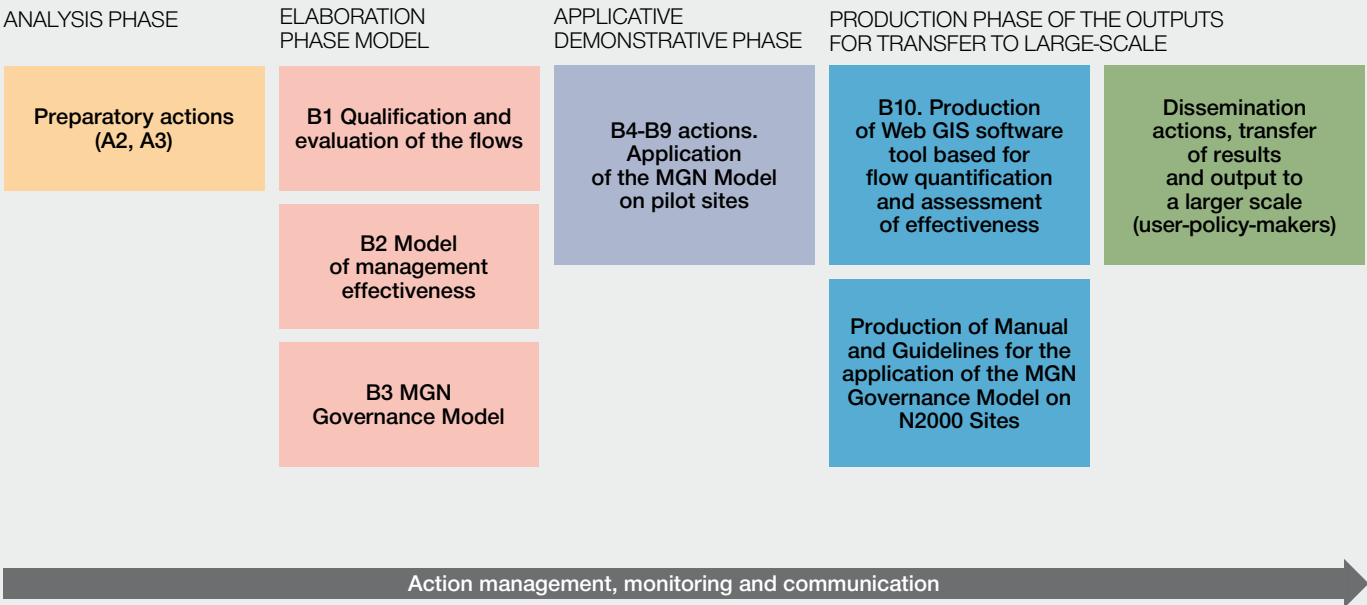 ANALYSIS PHASE
ELABORATION
PHASE MODEL
APPLICATIVE
DEMONSTRATIVE PHASE
PRODUCTION PHASE OF THE OUTPUTS
FOR TRANSFER TO LARGE-SCALE
Preparatory actions
(A2, A3)
B1 Qualification and
evaluation of the flows
B2 Model
of management
effectiveness
B3 MGN
Governance Model
B4-B9 actions.
Application
of the MGN Model
on pilot sites
B10. Production
of Web GIS software
tool based for
flow quantification
and assessment
of effectiveness
Production of Manual
and Guidelines for the
application of the MGN
Governance Model on
N2000 Sites
Dissemination
actions, transfer
of results
and output to
a larger scale
(user-policy-makers)
Action management, monitoring and communication